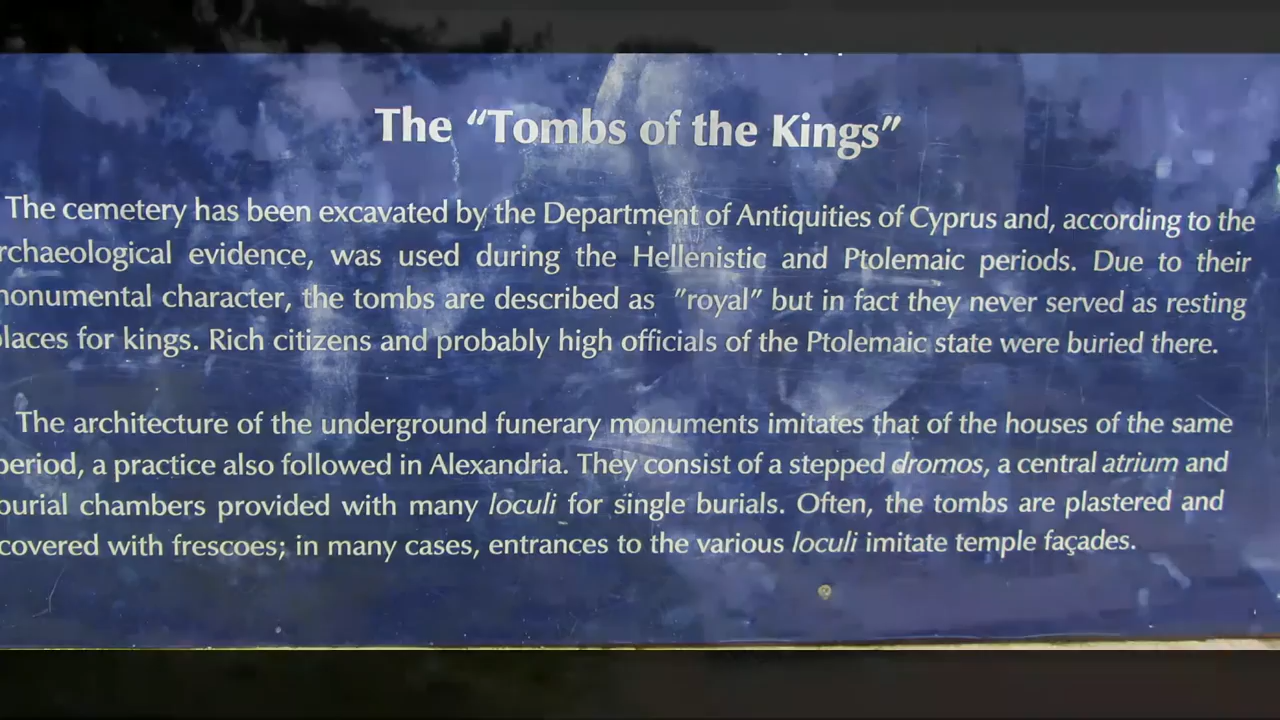 The “Tombs of the Kings”
The cemetery has been excavated by the Department of Antiquities of Cyprus and, according to the
rchaeological evidence, was used during the Hellenistic and Ptolemaic periods. Due to their
monumental character, the tombs are described as ”royal” but in fact they never served as resting
places for kings. Rich citizens and probably high officials of the Ptolemaic state were buried there.
The architecture of the underground funerary monuments imitates that of the houses of the same
period, a practice also followed in Alexandria. They consist of a stepped dromos, a central atrium and
burial chambers provided with many loculi for single burials. Often, the tombs are plastered and
covered with frescoes; in many cases, entrances to the various loculi imitate temple façades.